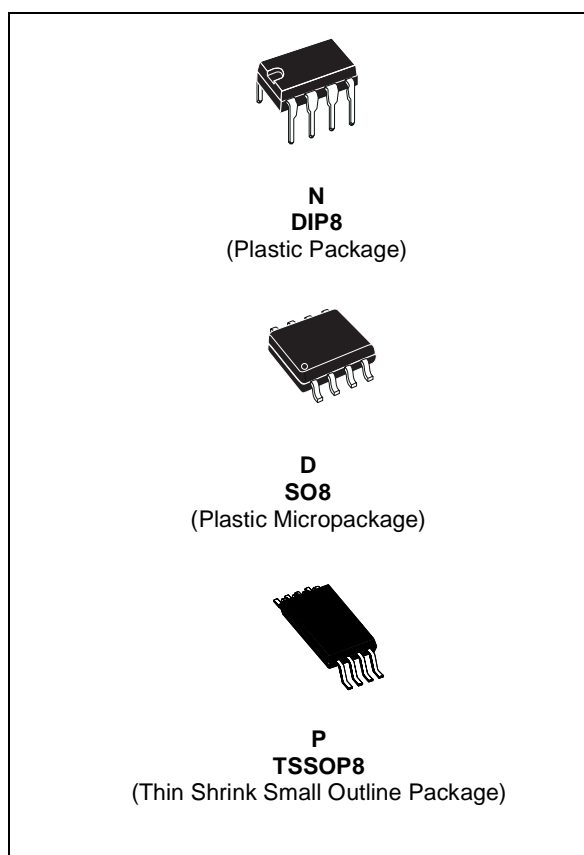 N
DIP8
(Plastic Package)
D
SO8
(Plastic Micropackage)
P
TSSOP8
(Thin Shrink Small Outline Package)